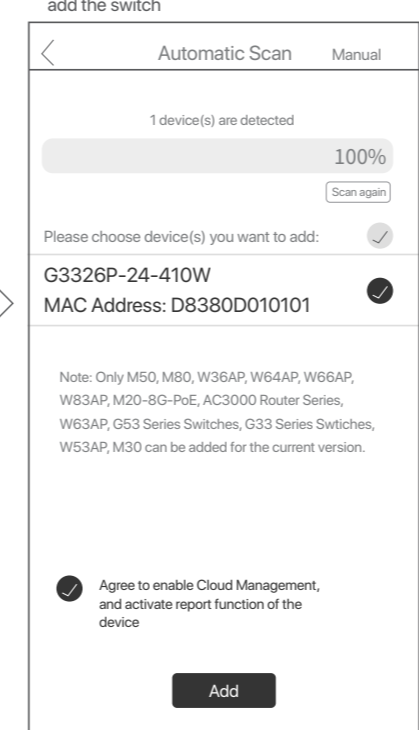 add the switch
Automatic Scan Manual
1 device(s) are detected
100%
Scan again
Please choose device(s) you want to add:
G3326P-24-410W
MAC Address: D8380D010101
Note: Only M50, M80, W36AP, W64AP, W66AP,
W83AP, M20-8G-PoE, AC3000 Router Series,
W63AP, G53 Series Switches, G33 Series Swtiches,
W53AP, M30 can be added for the current version.
Agree to enable Cloud Management,
and activate report function of the
device
Add